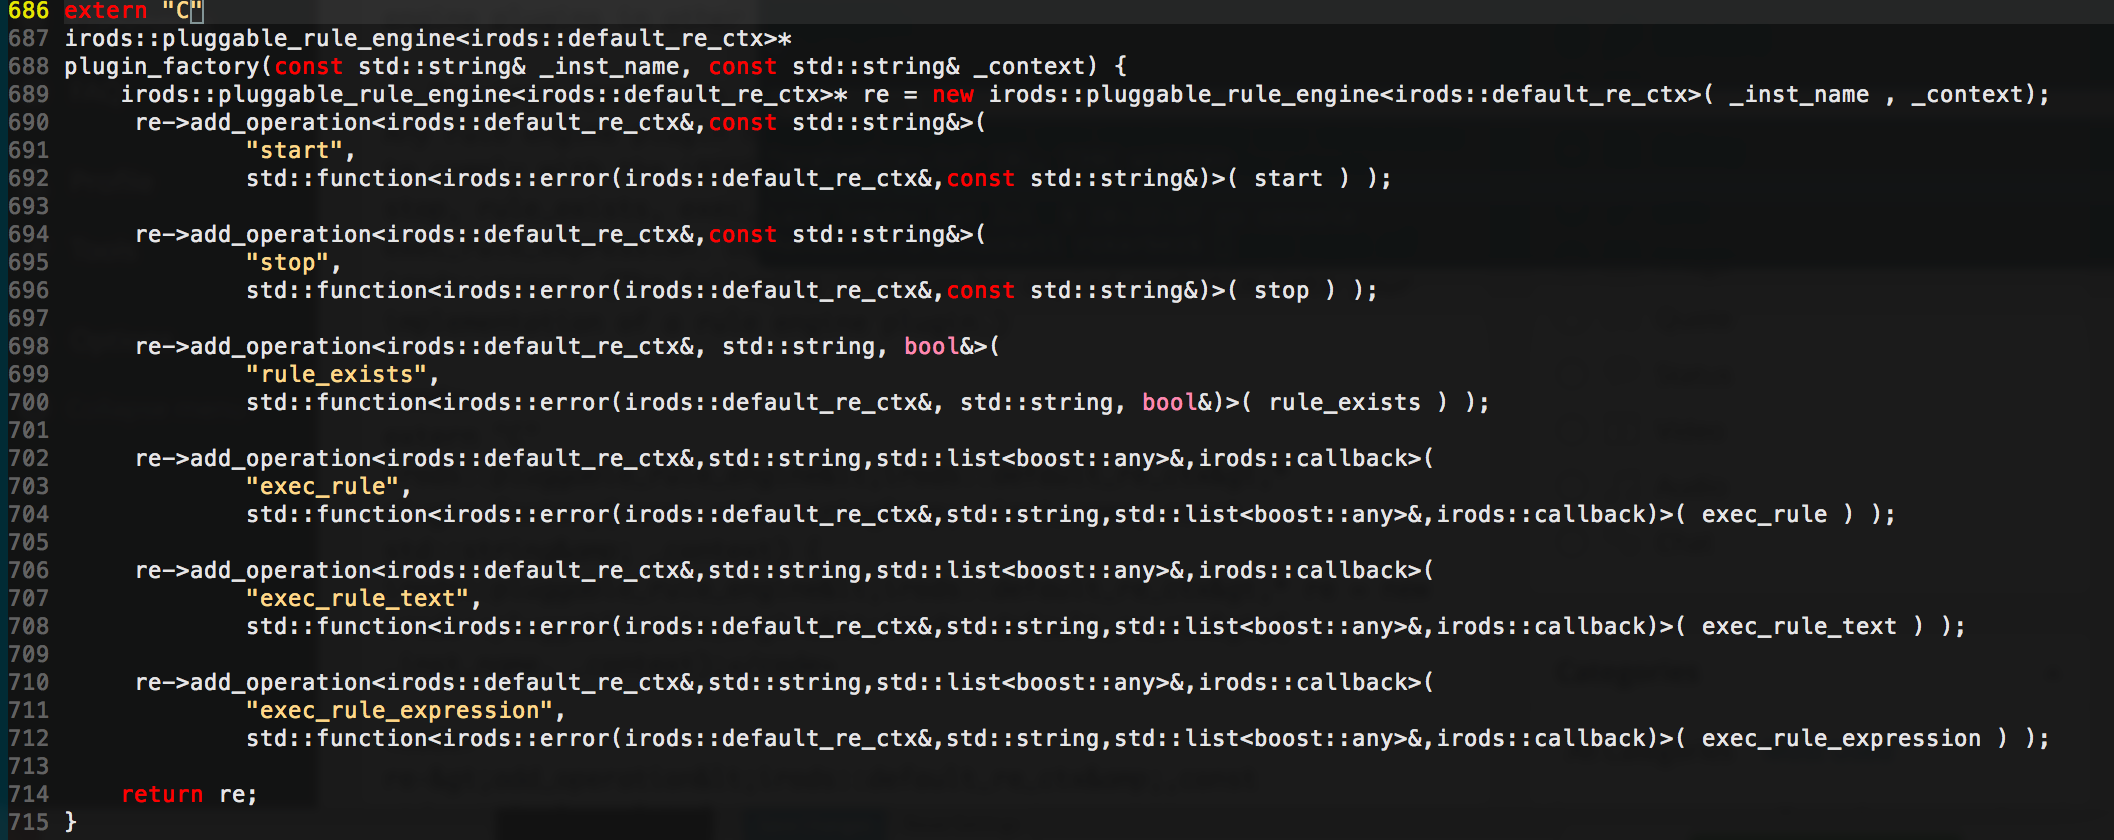 686 extern "C"
687 irods::pluggable_rule_engine<irods::default_re_ctx>*
688 plugin_factory(const std::string& _inst_name, const std::string& _context) {
689     irods::pluggable_rule_engine<irods::default_re_ctx>* re = new irods::pluggable_rule_engine<irods::default_re_ctx>( _inst_name , _context);
690      re->add_operation<irods::default_re_ctx&,const std::string&>(
691              "start",
692              std::function<irods::error(irods::default_re_ctx&,const std::string&)>( start ) );
693
694      re->add_operation<irods::default_re_ctx&,const std::string&>(
695              "stop",
696              std::function<irods::error(irods::default_re_ctx&,const std::string&)>( stop ) );
697
698      re->add_operation<irods::default_re_ctx&, std::string, bool&>(
699              "rule_exists",
700              std::function<irods::error(irods::default_re_ctx&, std::string, bool&)>( rule_exists ) );
701
702      re->add_operation<irods::default_re_ctx&,std::string,std::list<boost::any>&,irods::callback>(
703              "exec_rule",
704              std::function<irods::error(irods::default_re_ctx&,std::string,std::list<boost::any>&,irods::callback)>( exec_rule ) );
705
706      re->add_operation<irods::default_re_ctx&,std::string,std::list<boost::any>&,irods::callback>(
707              "exec_rule_text",
708              std::function<irods::error(irods::default_re_ctx&,std::string,std::list<boost::any>&,irods::callback)>( exec_rule_text ) );
709
710      re->add_operation<irods::default_re_ctx&,std::string,std::list<boost::any>&,irods::callback>(
711              "exec_rule_expression",
712              std::function<irods::error(irods::default_re_ctx&,std::string,std::list<boost::any>&,irods::callback)>( exec_rule_expression ) );
713
714     return re;
715 }